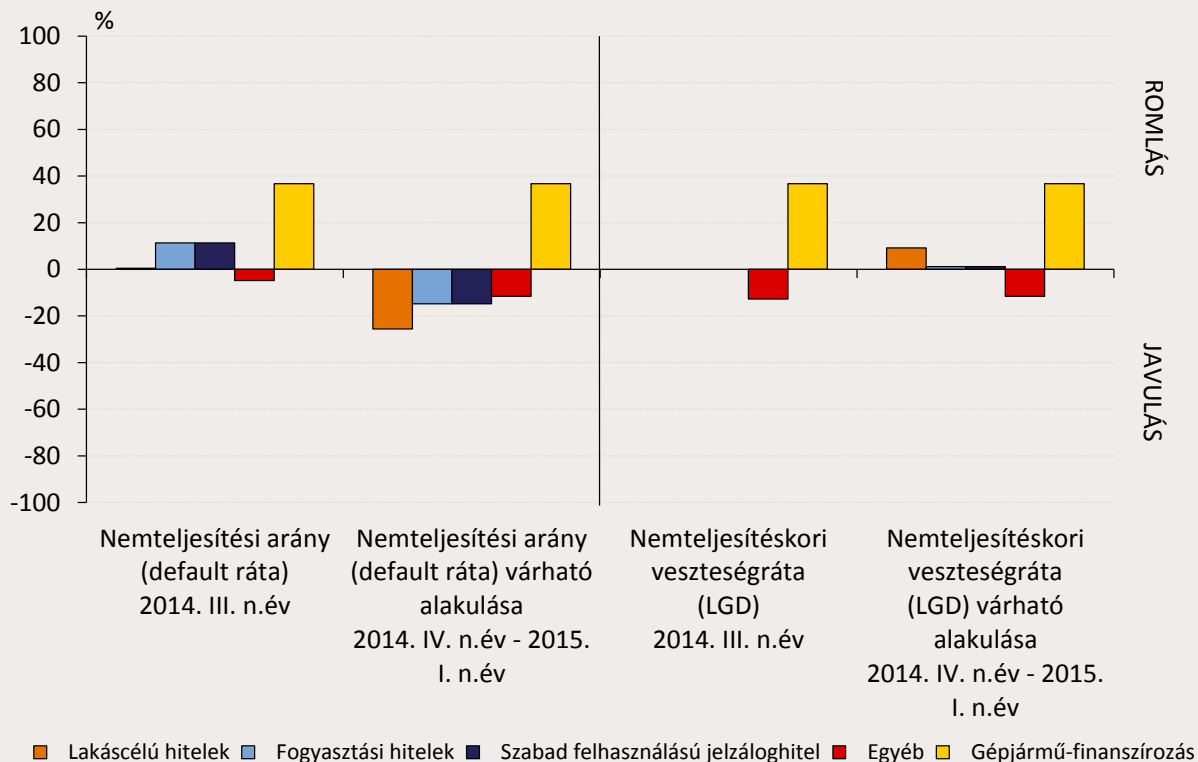 %
100
80
60
40
20
0
-20
-40
-60
-80
-100
ROMLÁS
JAVULÁS
Nemteljesítési arány
(default ráta)
2014. III. n.év
Nemteljesítési arány
(default ráta) várható
alakulása
2014. IV. n.év - 2015.
I. n.év
Nemteljesítéskori
veszteségráta
(LGD)
2014. III. n.év
Nemteljesítéskori
veszteségráta
(LGD) várható
alakulása
2014. IV. n.év - 2015.
I. n.év
Lakáscélú hitelek Fogyasztási hitelek Szabad felhasználású jelzáloghitel Egyéb Gépjármű-finanszírozás